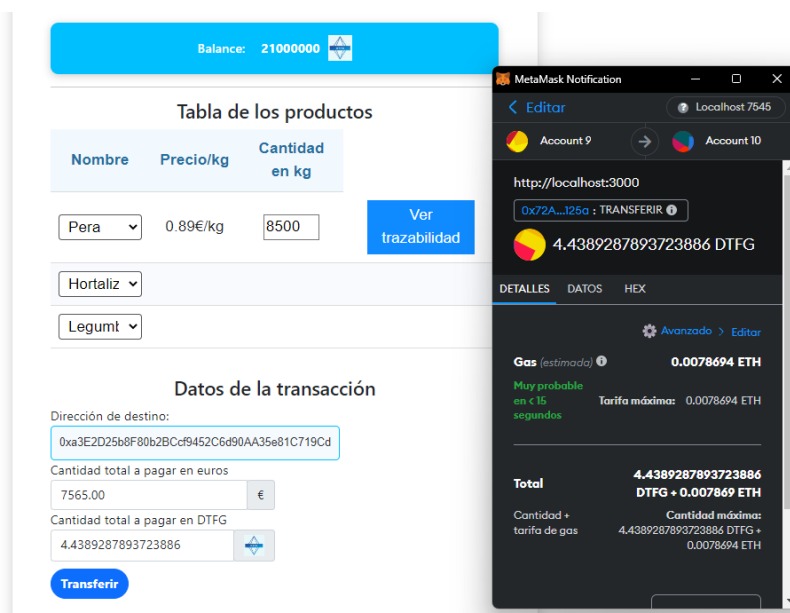 Balance: 21000000
Tabla de los productos
Nombre
Precio/kg
Cantidad
en kg
Pera
0.89€/kg
8500
Ver
trazabilidad
Hortaliz
Legumt
Datos de la transacción
Dirección de destino:
0xa3E2D25b8F80b2BCcf9452C6d90AA35e81C719Cd
Cantidad total a pagar en euros
7565.00 €
Cantidad total a pagar en DTFG
4.4389287893723886
Transferir
MetaMask Notification
Editar
Localhost 7545
Account 9
Account 10
http://localhost:3000
0x72A...125a : TRANSFERIR
4.4389287893723886 DTFG
DETALLES DATOS HEX
Avanzado > Editar
Gas (estimado) 0.0078694 ETH
Muy probable
en < 15
segundos
Tarifa máxima: 0.0078694 ETH
Total
4.4389287893723886
DTFG + 0.007869 ETH
Cantidad +
tarifa de gas
Cantidad máxima:
4.4389287893723886 DTFG +
0.0078694 ETH